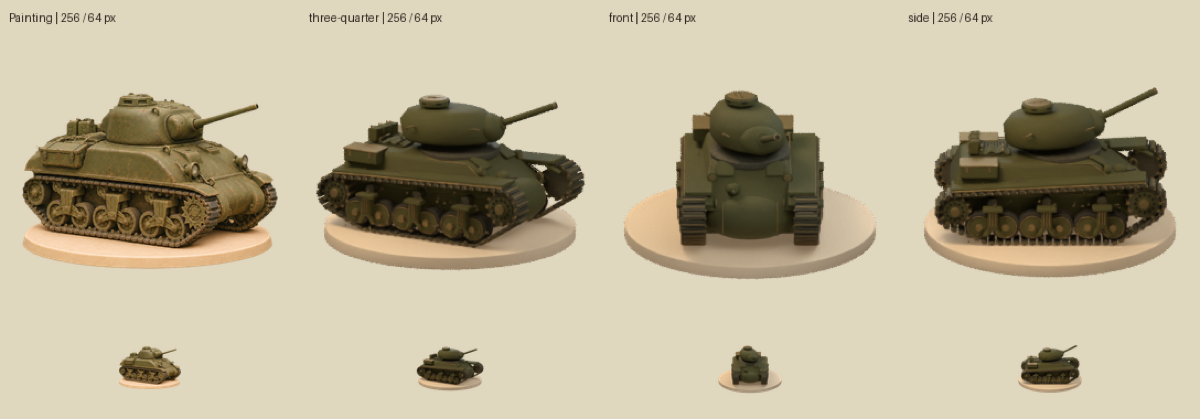 Painting | 256 / 64 px
three-quarter | 256 / 64 px
front | 256 / 64 px
side | 256 / 64 px